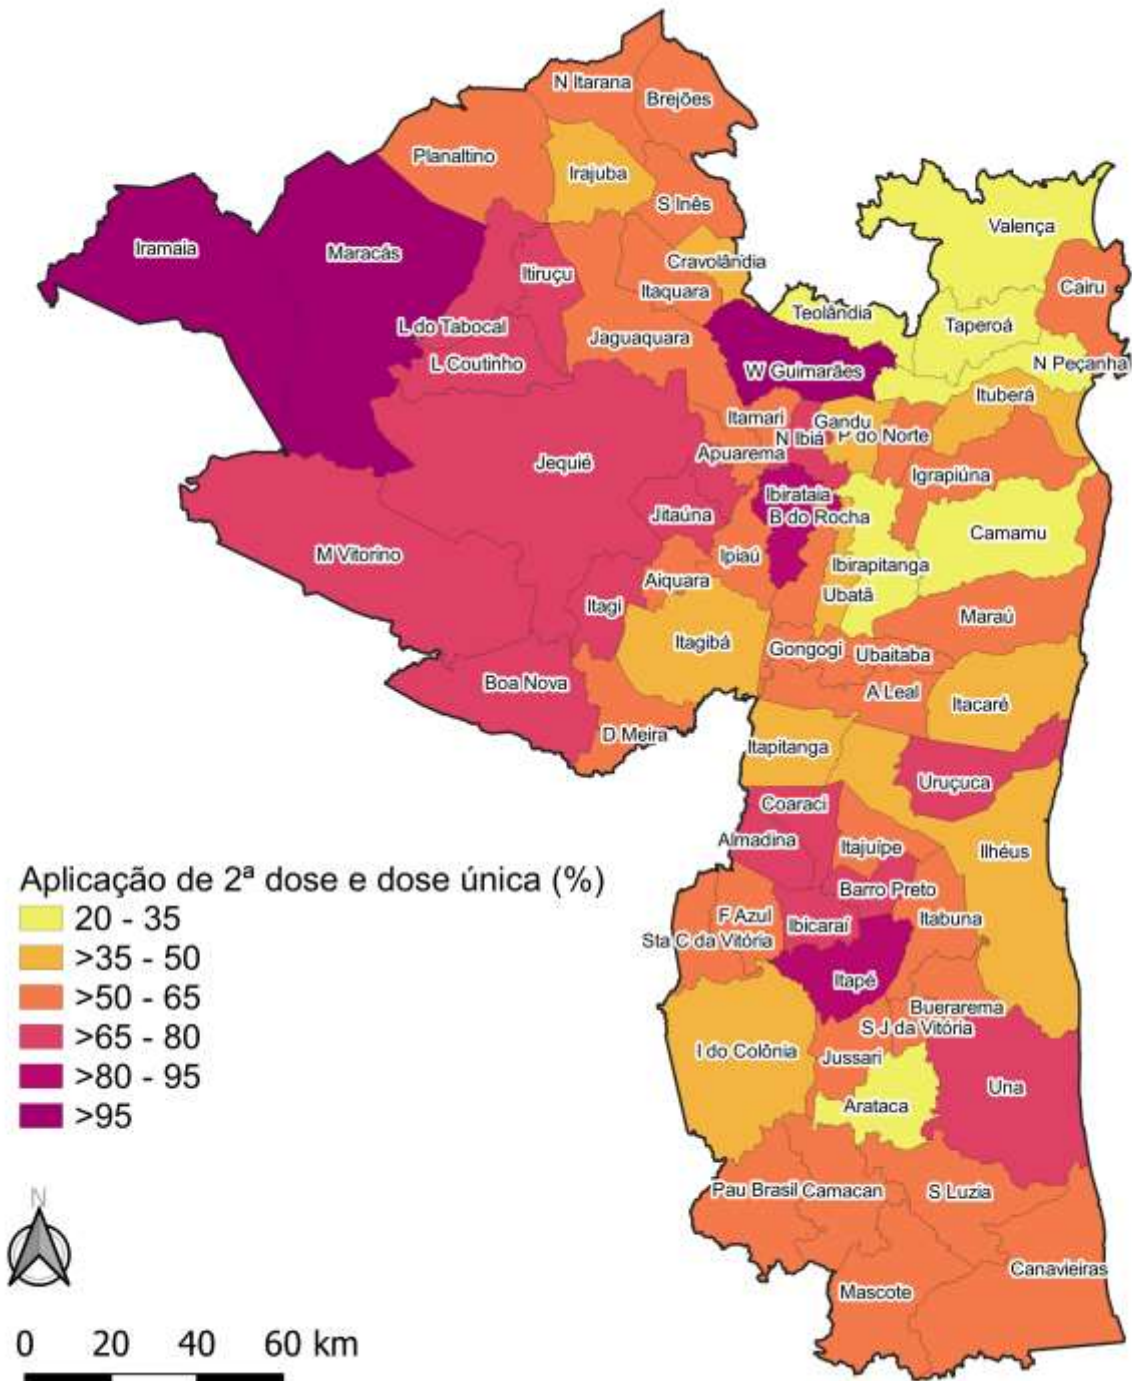 N Itarana
Brejões
Planaltino
Irajuba
S Inês
Valença
Iramaia
Maracás
Itiruçu
Cravolândia
Itaquara
Cairu
Teolândia
Taperoá
L do Tabocal
Jaguaquara
L Coutinho
W Guimarães
N Peçanha
Ituberá
Itamari
Gandu
N Ibiá
P do Norte
Apuarema
Jequié
Igrapiúna
Ibirataia
Jitaúna
B do Rocha
Camamu
M Vitorino
Ipiaú
Ibirapitanga
Aiquara
Itagi
Ubatã
Maraú
Itagibá
Gongogi
Ubaitaba
Boa Nova
A Leal
Itacaré
D Meira
Itapitanga
Uruçuca
Coaraci
Almadina
Itajuípe
Ilhéus
Barro Preto
F Azul
Ibicaraí
Itabuna
Sta C da Vitória
Itapé
Buerarema
S J da Vitória
I do Colônia
Jussari
Una
Arataca
Pau Brasil
Camacan
S Luzia
Canavieiras
Mascote
Aplicação de 2ª dose e dose única (%)
20 - 35
>35 - 50
>50 - 65
>65 - 80
>80 - 95
>95
N
0 20 40 60 km